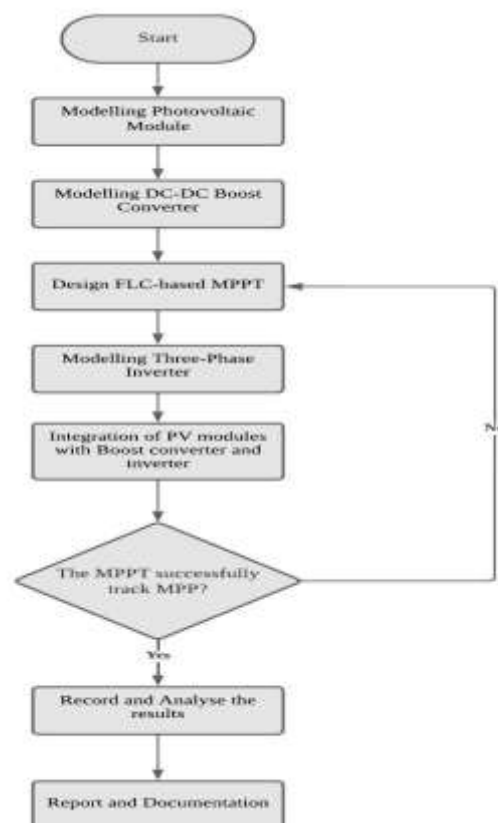 Start
Modelling Photovoltaic
Module
Modelling DC-DC Boost
Converter
Design FLC-based MPPT
Modelling Three-Phase
Inverter
Integration of PV modules
with Boost converter and
inverter
The MPPT successfully
track MPP?
N
Yes
Record and Analyse the
results
Report and Documentation